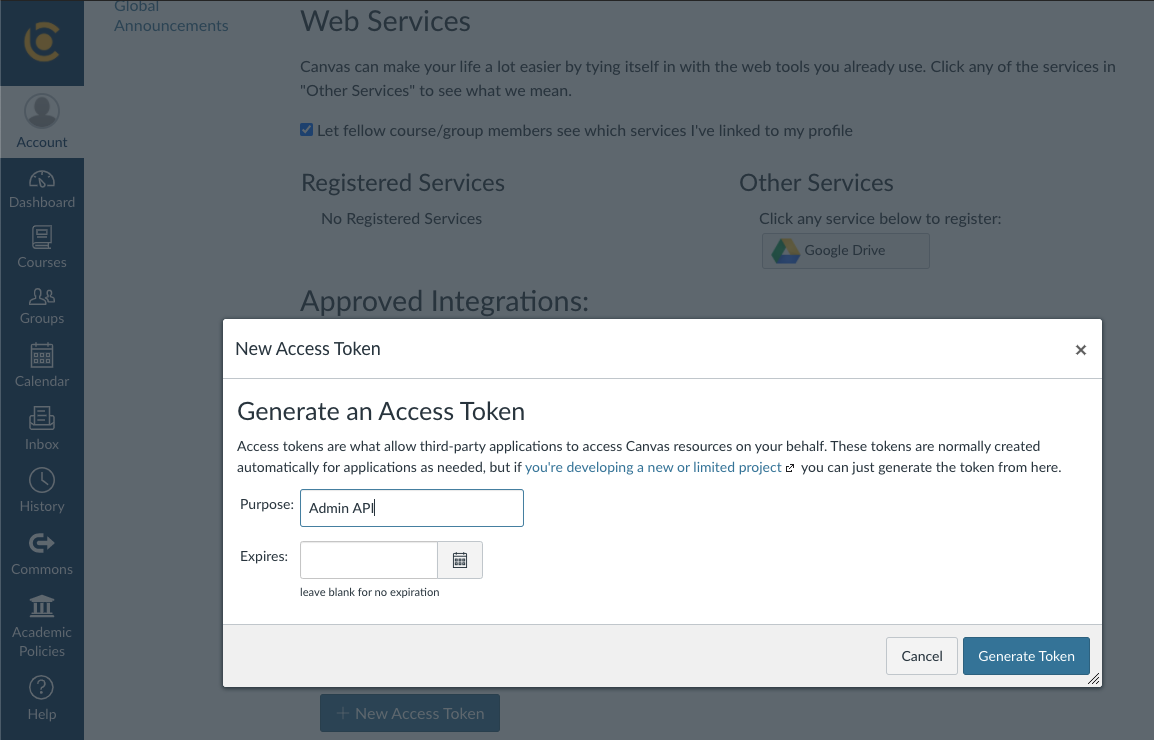 Global
Announcements
Account
Dashboard
Courses
Groups
Calendar
Inbox
History
Commons
Academic
Policies
Help
Web Services
Canvas can make your life a lot easier by tying itself in with the web tools you already use. Click any of the services in
"Other Services" to see what we mean.
Let fellow course/group members see which services I've linked to my profile
Registered Services
No Registered Services
Other Services
Click any service below to register:
Google Drive
Approved Integrations:
New Access Token
×
Generate an Access Token
Access tokens are what allow third-party applications to access Canvas resources on your behalf. These tokens are normally created
automatically for applications as needed, but if you're developing a new or limited project you can just generate the token from here.
Purpose: Admin API
Expires:
leave blank for no expiration
Cancel
Generate Token
+ New Access Token